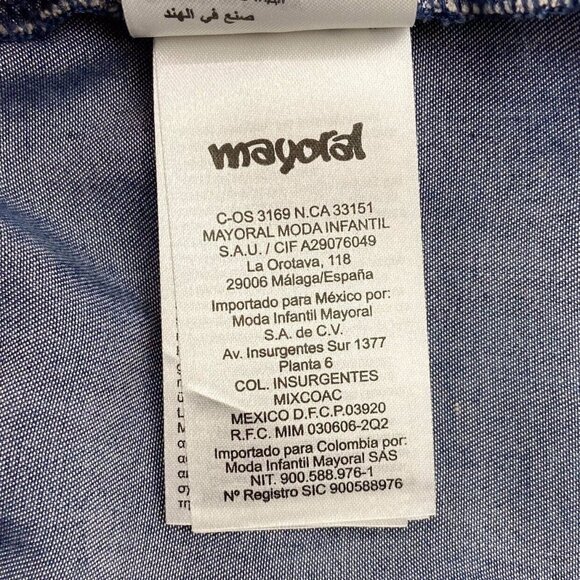 صنع في الهند
mayoral
C-OS 3169 N.CA 33151
MAYORAL MODA INFANTIL
S.A.U. / CIF A29076049
La Orotava, 118
29006 Málaga/España
Importado para México por:
Moda Infantil Mayoral
S.A. de C.V.
Av. Insurgentes Sur 1377
Planta 6
COL. INSURGENTES
MIXCOAC
MEXICO D.F.C.P.03920
R.F.C. MIM 030606-2Q2
Importado para Colombia por:
Moda Infantil Mayoral SAS
NIT. 900.588.976-1
Nº Registro SIC 900588976